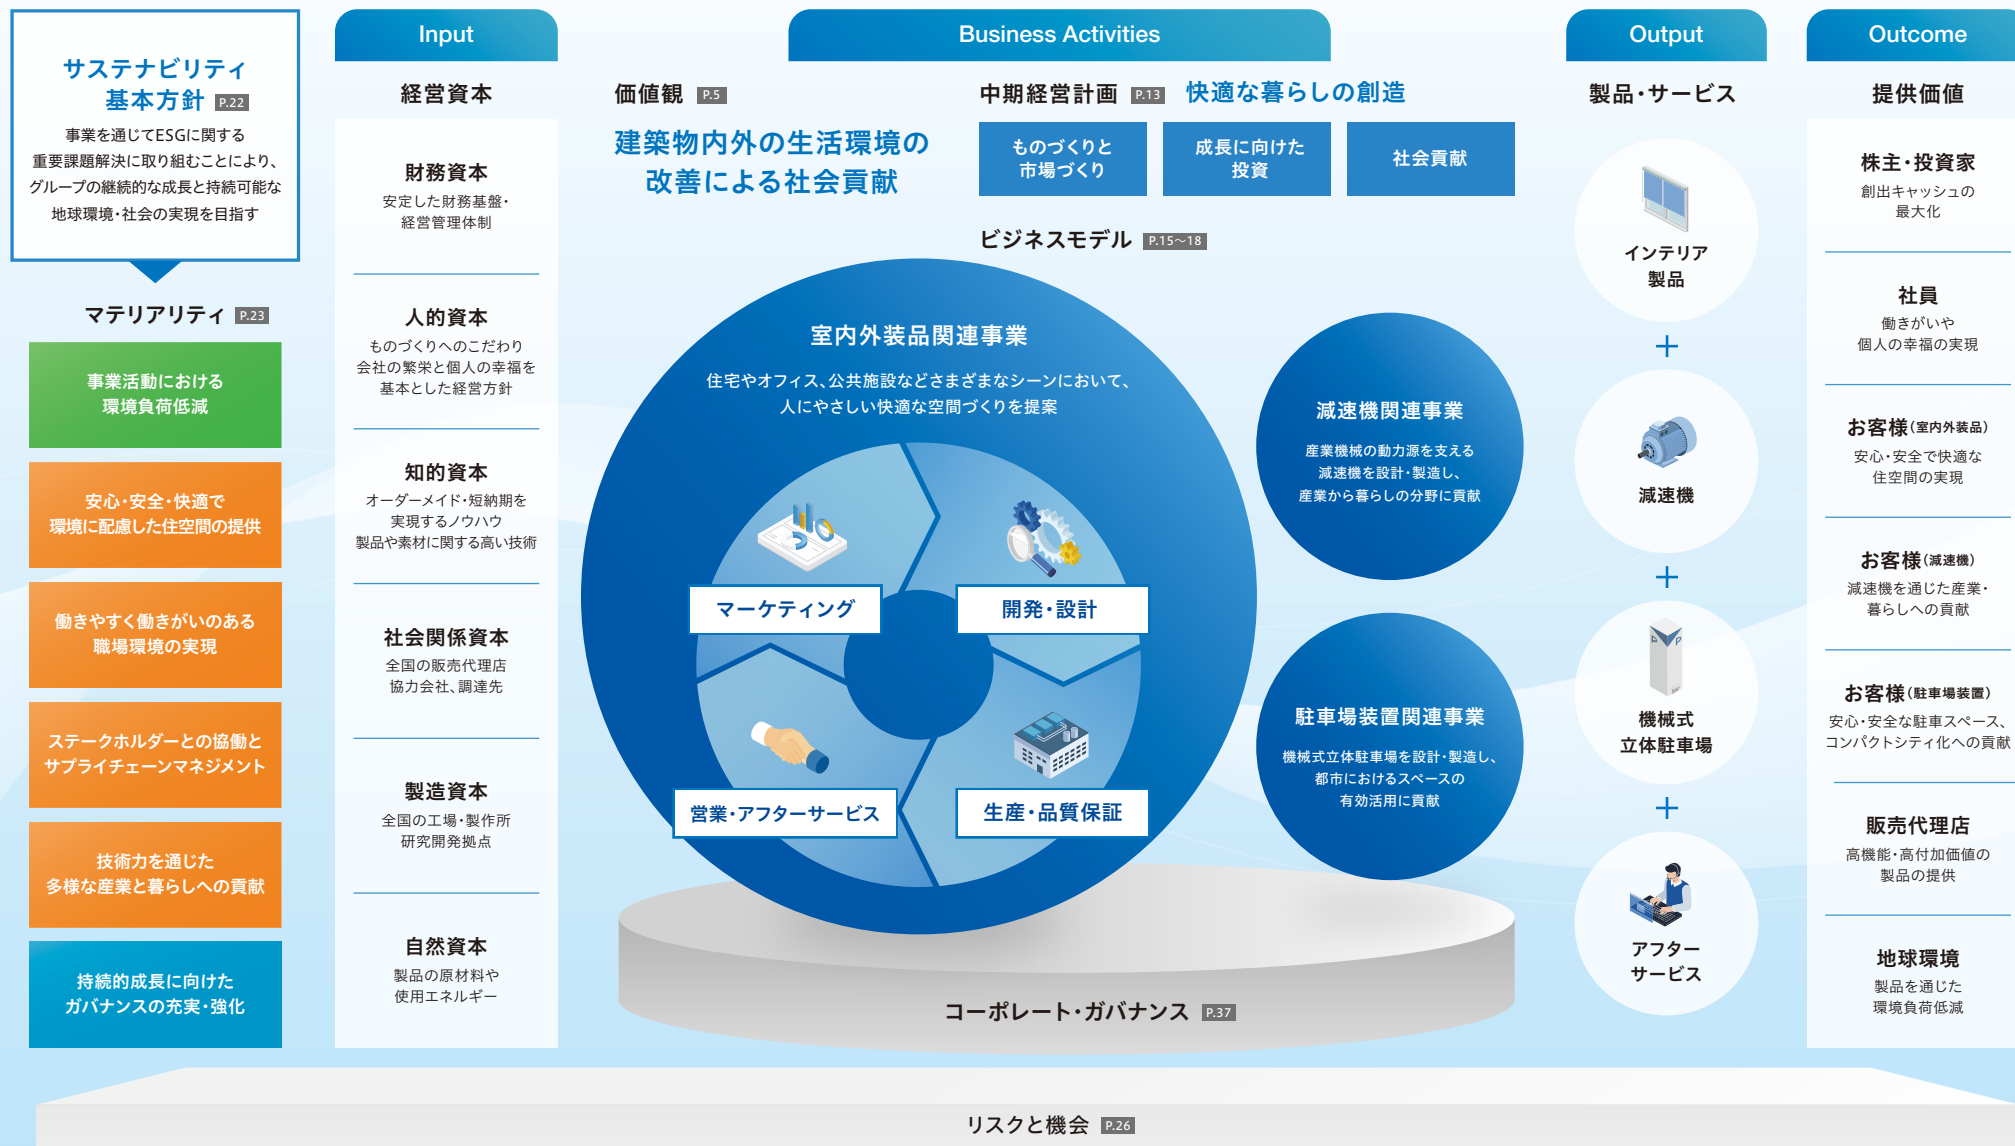 サステナビリティ
基本方針 P.22
事業を通じてESGに関する
重要課題解決に取り組むことにより、
グループの継続的な成長と持続可能な
地球環境・社会の実現を目指す
マテリアリティ P.23
事業活動における
環境負荷低減
安心・安全・快適で
環境に配慮した住空間の提供
働きやすく働きがいのある
職場環境の実現
ステークホルダーとの協働と
サプライチェーンマネジメント
技術力を通じた
多様な産業と暮らしへの貢献
持続的成長に向けた
ガバナンスの充実・強化
Input
経営資本
財務資本
安定した財務基盤・
経営管理体制
人的資本
ものづくりへのこだわり
会社の繁栄と個人の幸福を
基本とした経営方針
知的資本
オーダーメイド・短納期を
実現するノウハウ
製品や素材に関する高い技術
社会関係資本
全国の販売代理店
協力会社、調達先
製造資本
全国の工場・製作所
研究開発拠点
自然資本
製品の原材料や
使用エネルギー
Business Activities
価値観 P.5
建築物内外の生活環境の
改善による社会貢献
中期経営計画 P.13 快適な暮らしの創造
ものづくりと
市場づくり
成長に向けた
投資
社会貢献
ビジネスモデル P.15〜18
室内外装品関連事業
住宅やオフィス、公共施設などさまざまなシーンにおいて、
人にやさしい快適な空間づくりを提案
マーケティング
開発・設計
営業・アフターサービス
生産・品質保証
減速機関連事業
産業機械の動力源を支える
減速機を設計・製造し、
産業から暮らしの分野に貢献
駐車場装置関連事業
機械式立体駐車場を設計・製造し、
都市におけるスペースの
有効活用に貢献
コーポレート・ガバナンス P.37
Output
製品・サービス
インテリア
製品
+
減速機
+
P P
機械式
立体駐車場
+
アフター
サービス
Outcome
提供価値
株主・投資家
創出キャッシュの
最大化
社員
働きがいや
個人の幸福の実現
お客様(室内外装品)
安心・安全で快適な
住空間の実現
お客様(減速機)
減速機を通じた産業・
暮らしへの貢献
お客様(駐車場装置)
安心・安全な駐車スペース、
コンパクトシティ化への貢献
販売代理店
高機能・高付加価値の
製品の提供
地球環境
製品を通じた
環境負荷低減
リスクと機会 P.26